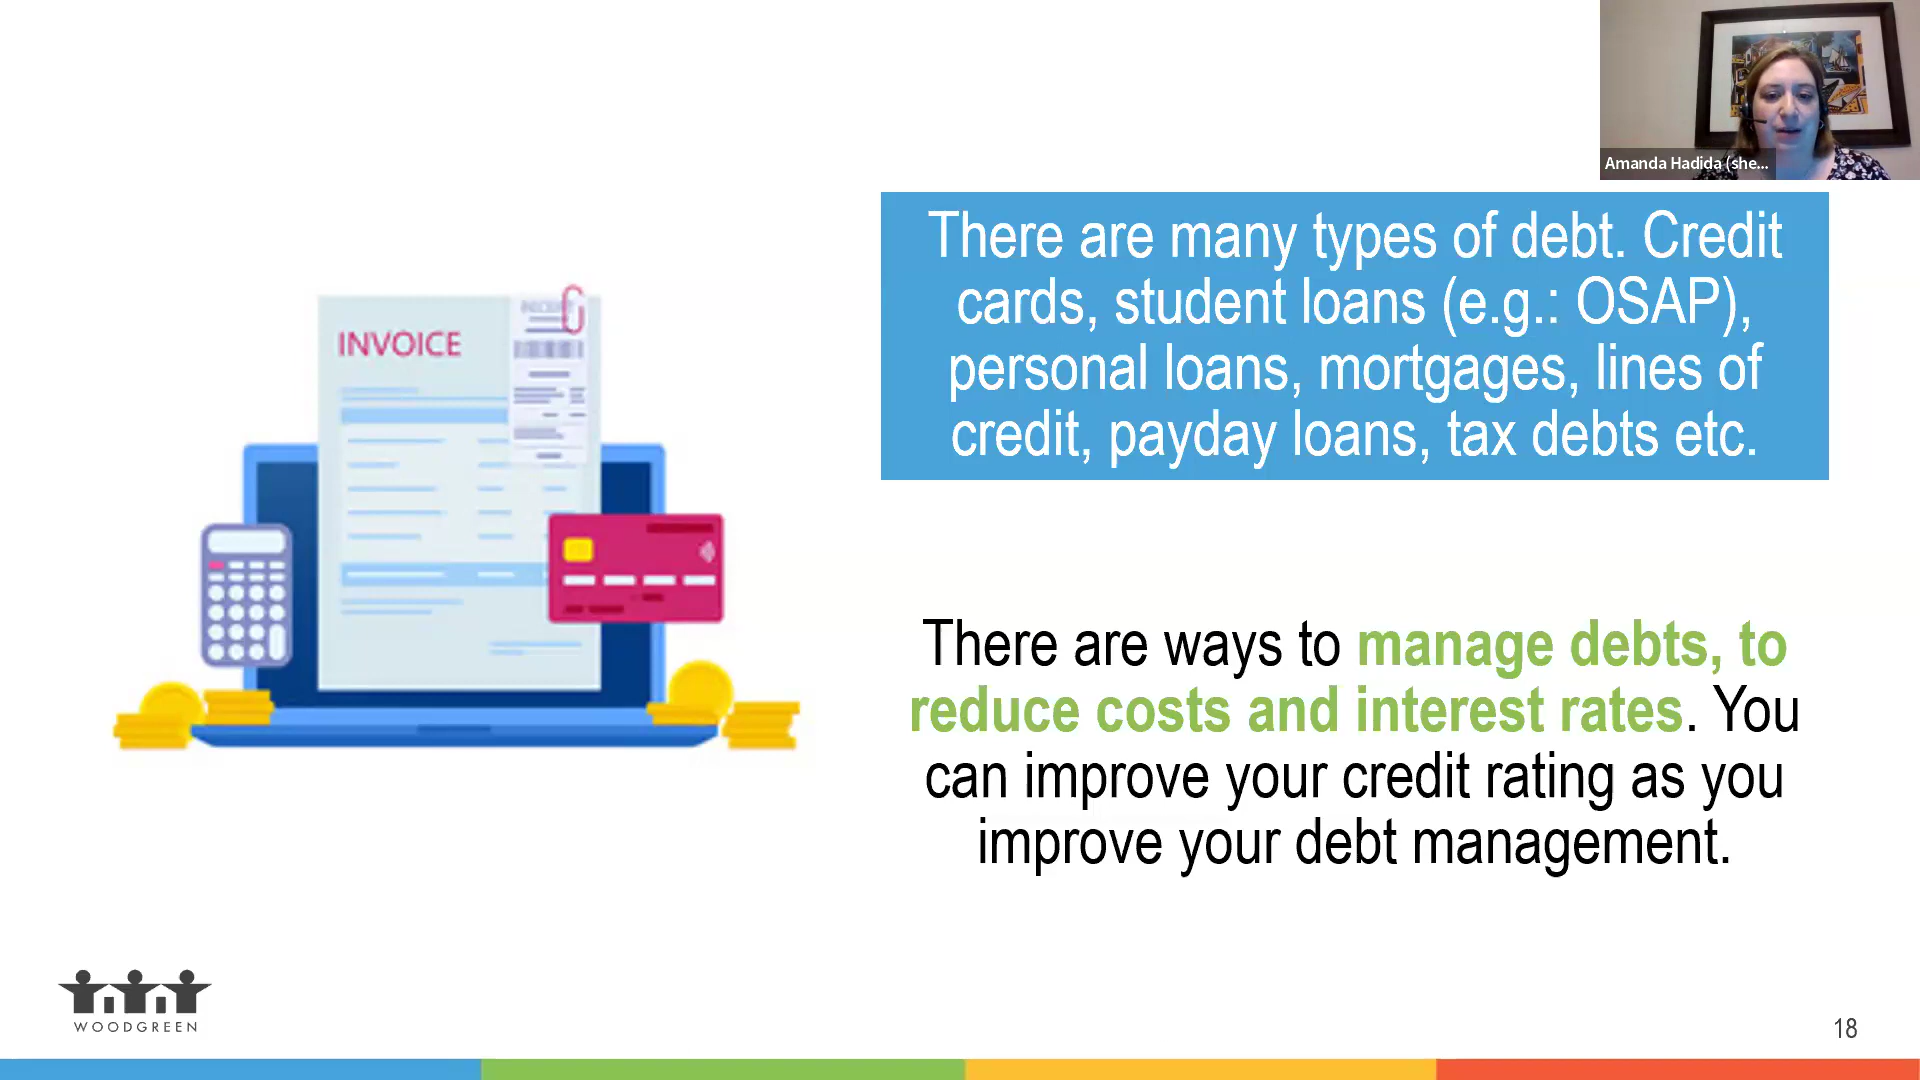 Amanda Hadida (she...
There are many types of debt. Credit
cards, student loans (e.g.: OSAP),
personal loans, mortgages, lines of
credit, payday loans, tax debts etc.
INVOICE
RECEIPT
There are ways to manage debts, to
reduce costs and interest rates. You
can improve your credit rating as you
improve your debt management.
WOODGREEN
18